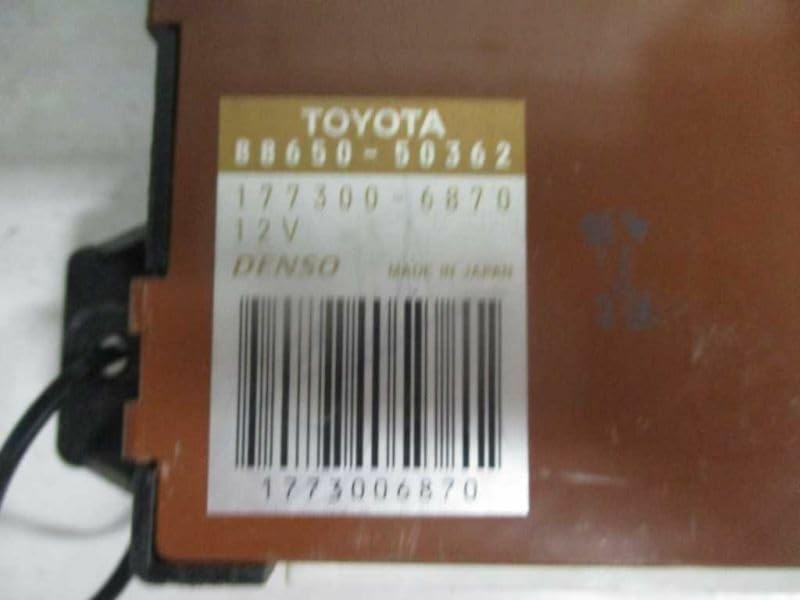 TOYOTA
88650-50362
177300-6870
12V
DENSO MADE IN JAPAN
1773006870